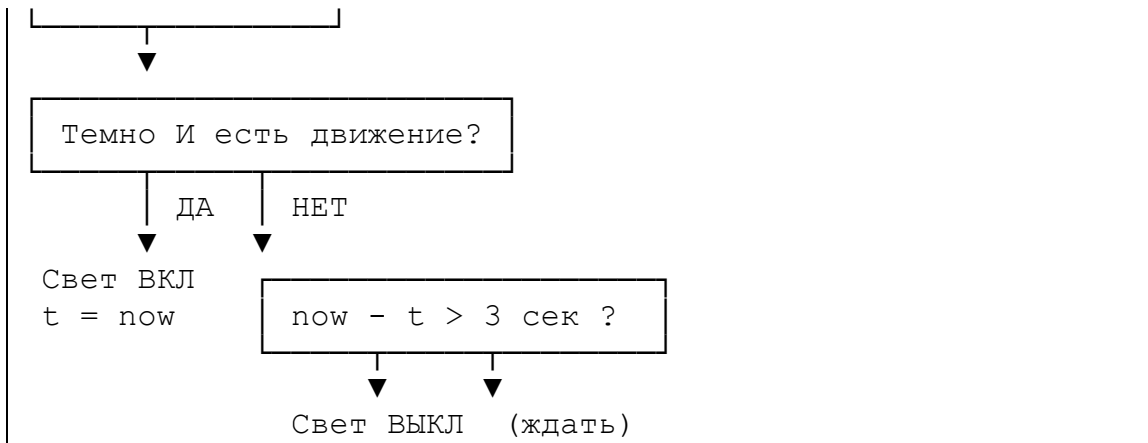 Темно И есть движение?
ДА НЕТ
Свет ВКЛ
t = now now - t > 3 сек ?
Свет ВЫКЛ (ждать)